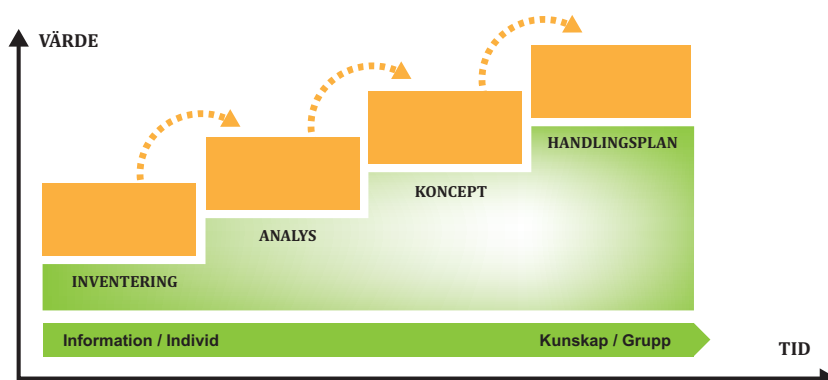 VÄRDE
HANDLINGSPLAN
KONCEPT
ANALYS
INVENTERING
Information / Individ
Kunskap / Grupp
TID